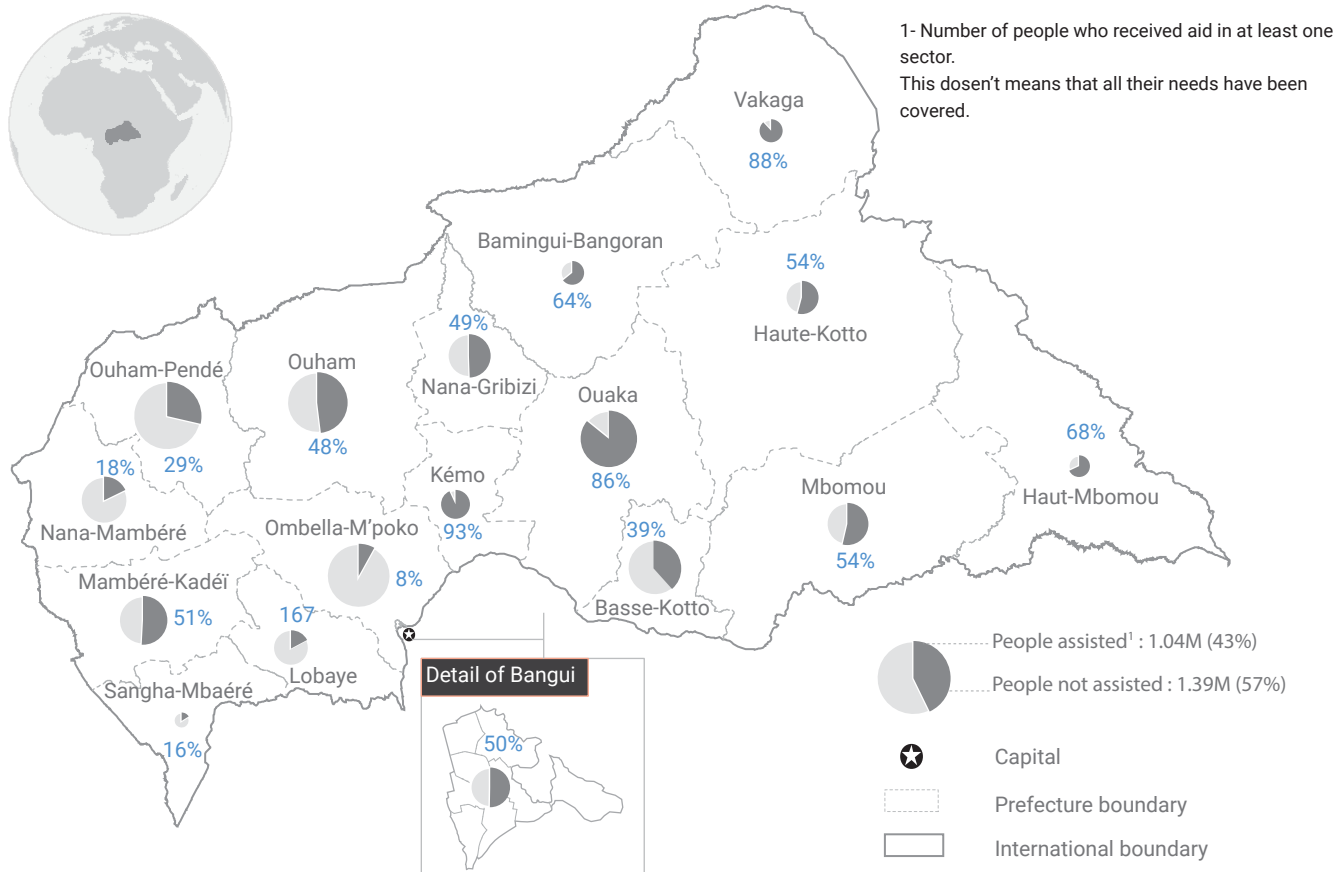 1- Number of people who received aid in at least one
sector.
This dosen't means that all their needs have been
covered.
Vakaga
88%
Bamingui-Bangoran
64%
54%
Haute-Kotto
49%
Nana-Gribizi
Ouham-Pendé
29%
Ouham
48%
Ouaka
86%
68%
Haut-Mbomou
18%
Nana-Mambéré
Kémo
93%
Mbomou
54%
Ombella-M'poko
8%
39%
Basse-Kotto
Mambéré-Kadéï
51%
167
Lobaye
Sangha-Mbaéré
16%
Detail of Bangui
50%
People assisted¹ : 1.04M (43%)
People not assisted : 1.39M (57%)
Capital
Prefecture boundary
International boundary